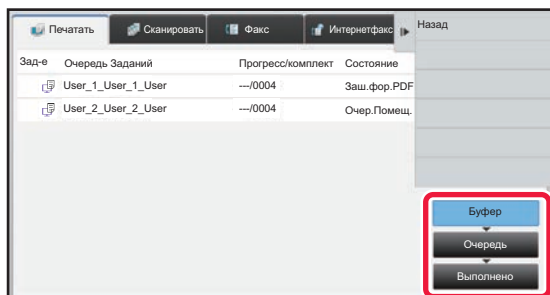 Печатать Сканировать Факс Интернетфакс Назад
Зад-е Очередь Заданий Прогресс/комплект Состояние
User_1_User_1_User ---/0004 Заш.фор.PDF
User_2_User_2_User ---/0004 Очер.Помещ.
Буфер
Очередь
Выполнено